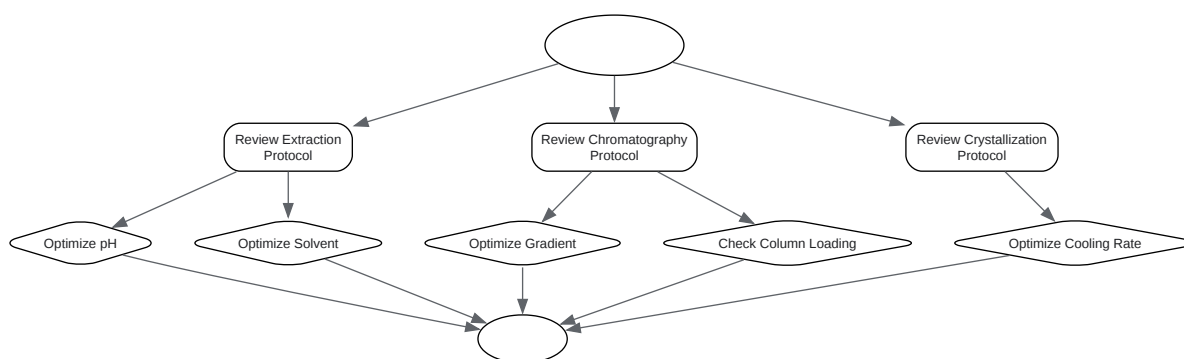 Review Extraction
Protocol
Review Chromatography
Protocol
Review Crystallization
Protocol
Optimize pH
Optimize Solvent
Optimize Gradient
Check Column Loading
Optimize Cooling Rate